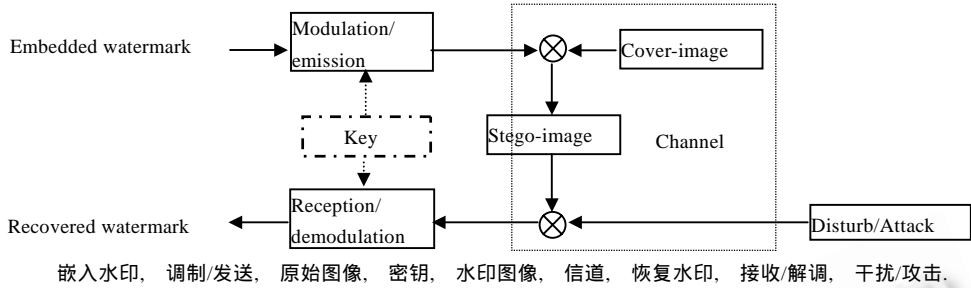 Embedded watermark
Modulation/
emission
Cover-image
Key
Stego-image
Channel
Recovered watermark
Reception/
demodulation
Disturb/Attack
嵌入水印, 调制/发送, 原始图像, 密钥, 水印图像, 信道, 恢复水印, 接收/解调, 干扰/攻击.